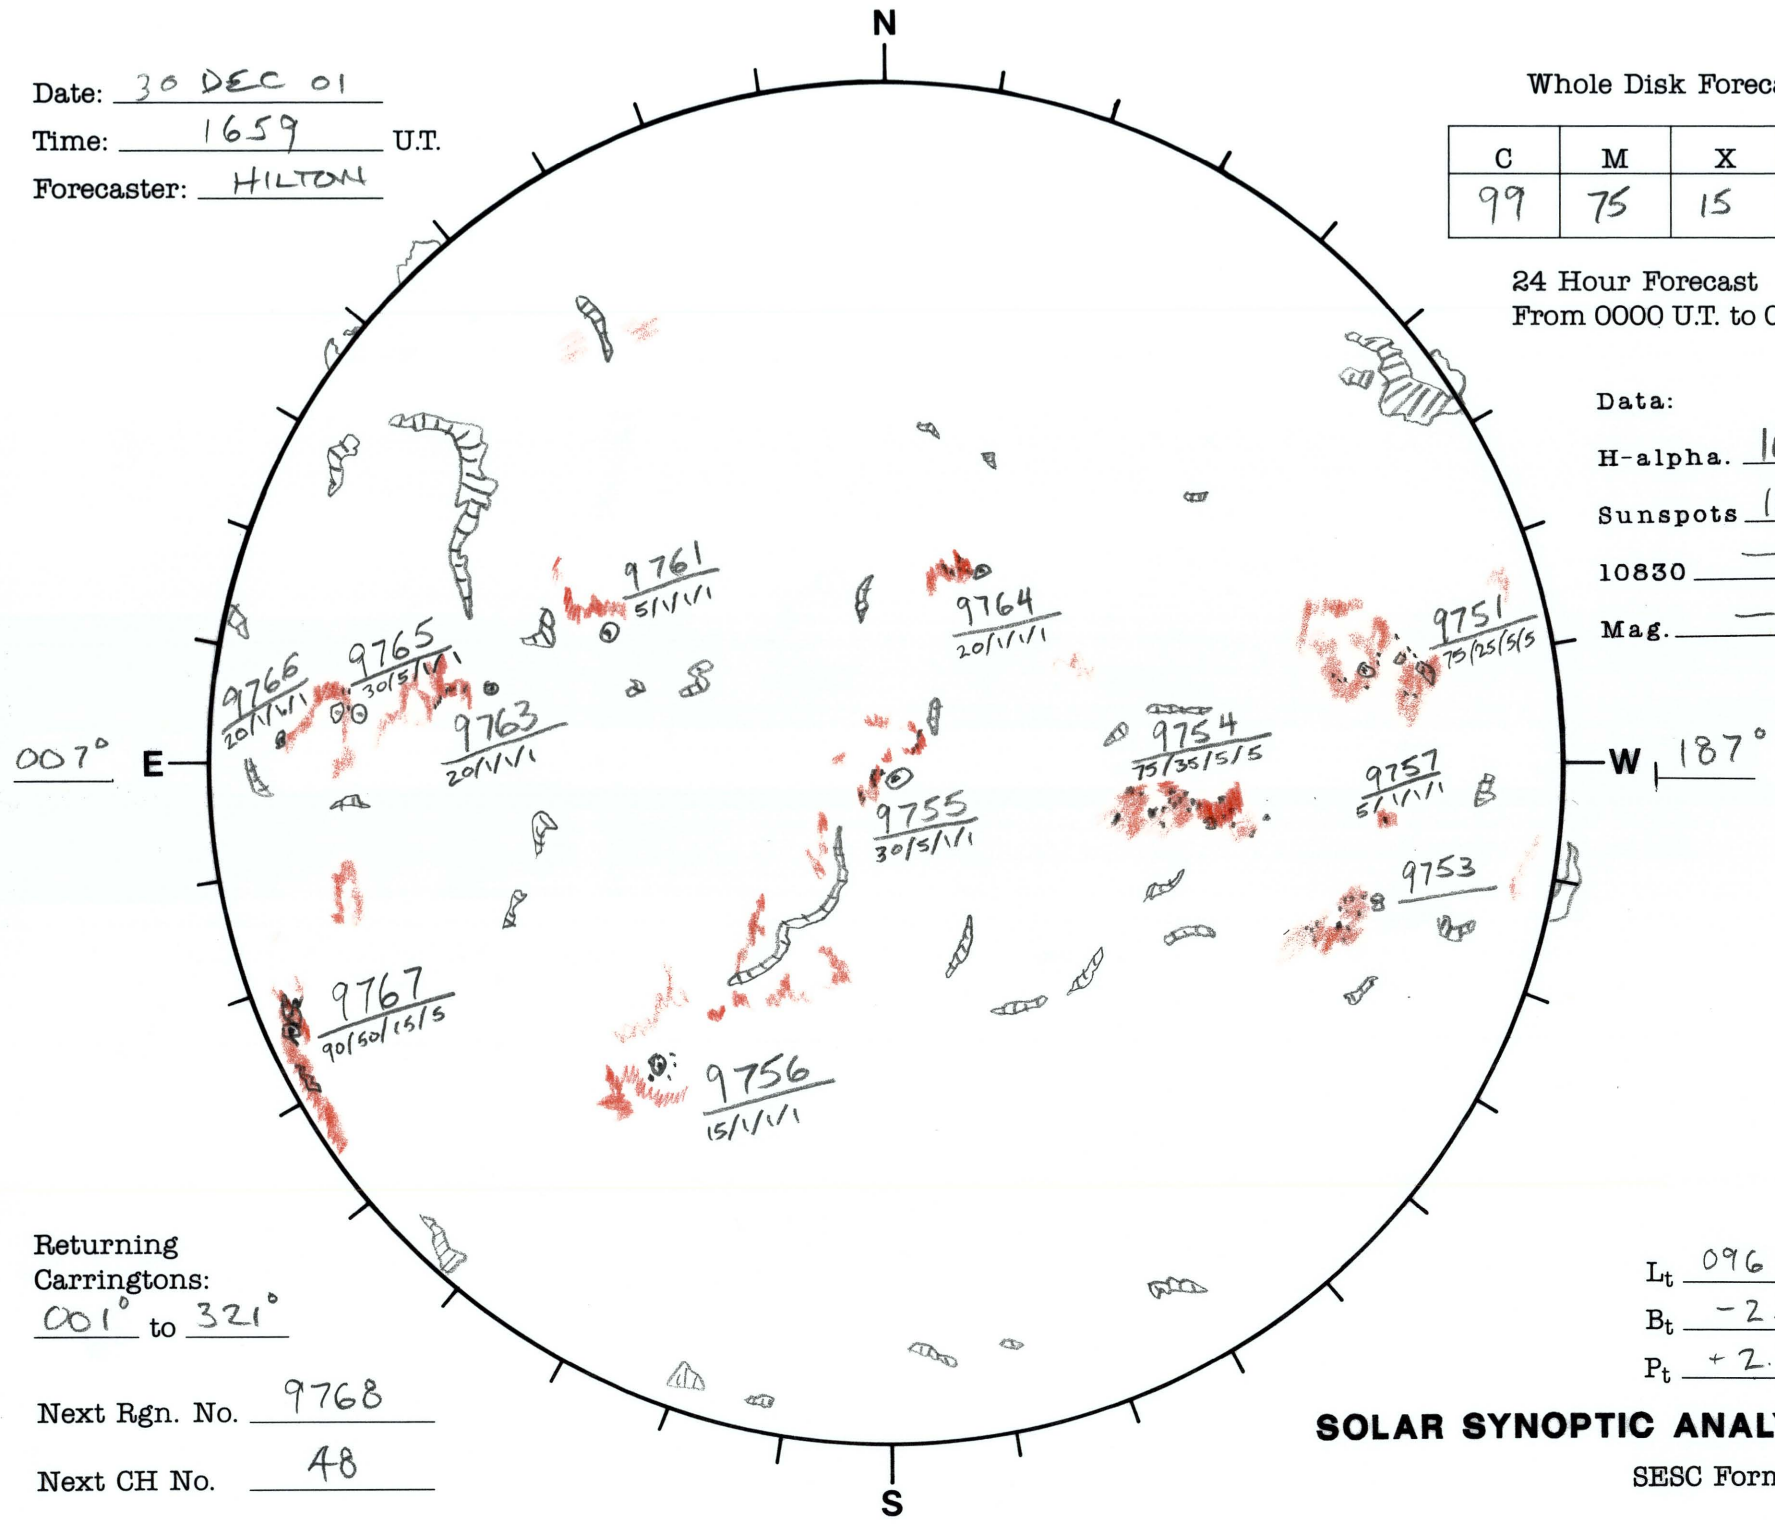 N
Date: 30 DEC 01
Time: 1659 U.T.
Forecaster: HILTON
Whole Disk Foreca
C M X
99 75 15
24 Hour Forecast
From 0000 U.T. to 0
Data:
H-alpha.
Sunspots
10830
Mag.
9761
5/1/1/1
9764
20/1/1/1
9751
75/25/5/5
9765
30/5/1/1
9766
20/1/1/1
9763
20/1/1/1
9754
75/35/5/5
007° E
W 187°
9757
5/1/1/1
9755
30/5/1/1
9753
9767
90/50/15/5
9756
15/1/1/1
Returning
Carringtons:
001° to 321°
Next Rgn. No. 9768
Next CH No. 48
Lt 096
Bt -2.
Pt +2.
SOLAR SYNOPTIC ANALY
SESC Form
S